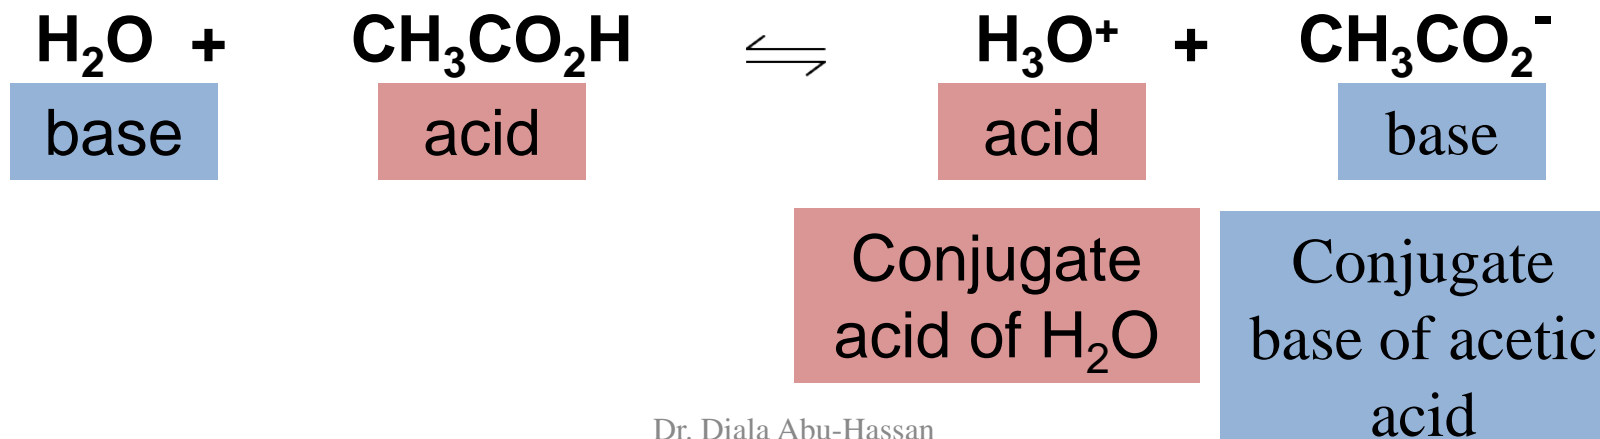 H₂O + CH₃CO₂H ⇌ H₃O⁺ + CH₃CO₂⁻
base acid acid base
Conjugate
acid of H₂O
Conjugate
base of acetic
acid
Dr. Diala Abu-Hassan